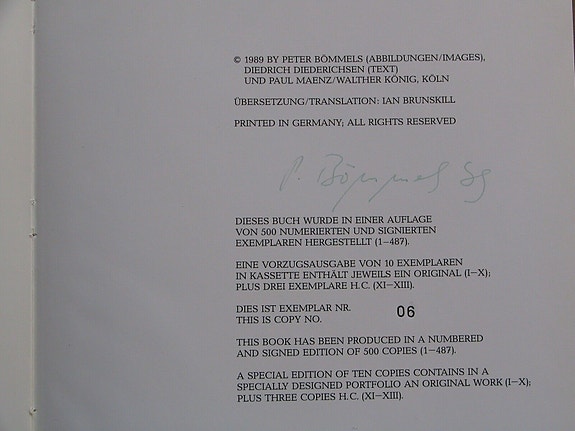 © 1989 BY PETER BÖMMELS (ABBILDUNGEN/IMAGES),
DIEDRICH DIEDERICHSEN (TEXT)
UND PAUL MAENZ/WALTHER KÖNIG, KÖLN
ÜBERSETZUNG/TRANSLATION: IAN BRUNSKILL
PRINTED IN GERMANY; ALL RIGHTS RESERVED
P. Bömmels 89
DIESES BUCH WURDE IN EINER AUFLAGE
VON 500 NUMERIERTEN UND SIGNIERTEN
EXEMPLAREN HERGESTELLT (1–487).
EINE VORZUGSAUSGABE VON 10 EXEMPLAREN
IN KASSETTE ENTHÄLT JEWEILS EIN ORIGINAL (I–X);
PLUS DREI EXEMPLARE H.C. (XI–XIII).
DIES IST EXEMPLAR NR.
THIS IS COPY NO. 06
THIS BOOK HAS BEEN PRODUCED IN A NUMBERED
AND SIGNED EDITION OF 500 COPIES (1–487).
A SPECIAL EDITION OF TEN COPIES CONTAINS IN A
SPECIALLY DESIGNED PORTFOLIO AN ORIGINAL WORK (I–X);
PLUS THREE COPIES H.C. (XI–XIII).